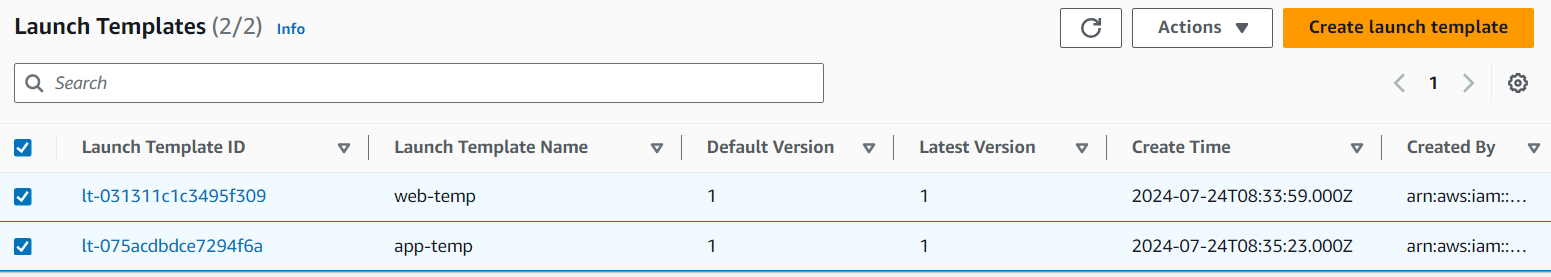 Launch Templates (2/2) Info Actions Create launch template
Search 1
Launch Template ID Launch Template Name Default Version Latest Version Create Time Created By
lt-031311c1c3495f309 web-temp 1 1 2024-07-24T08:33:59.000Z arn:aws:iam::...
lt-075acdbdce7294f6a app-temp 1 1 2024-07-24T08:35:23.000Z arn:aws:iam::...